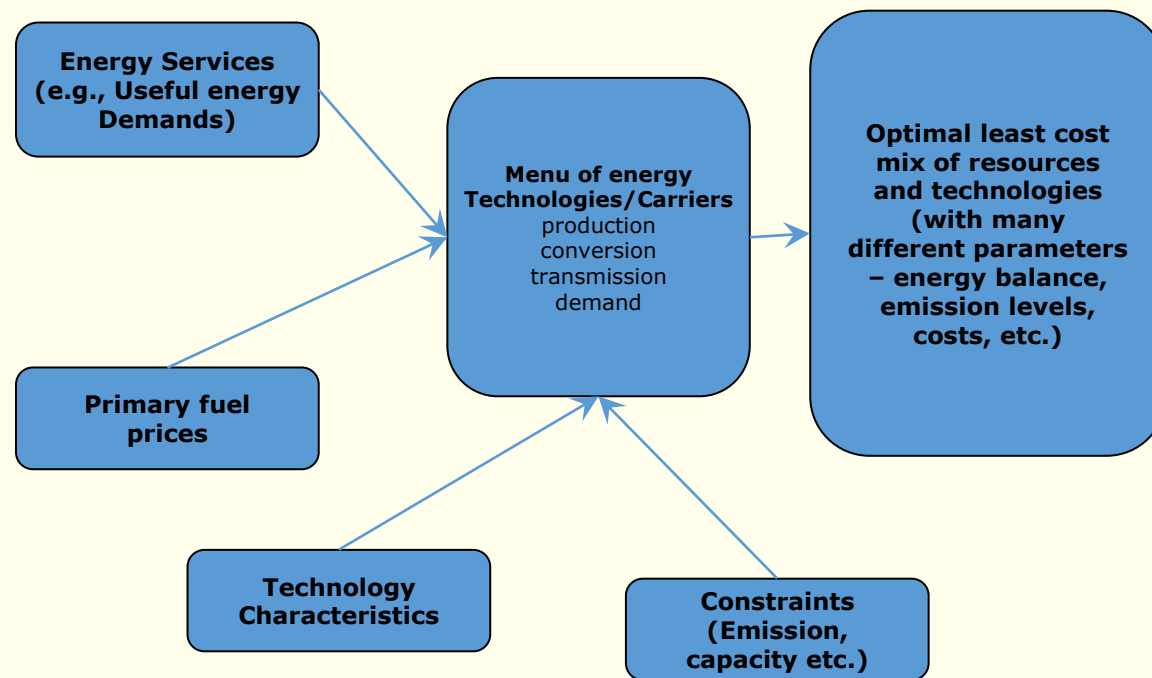 Energy Services
(e.g., Useful energy
Demands)
Menu of energy
Technologies/Carriers
production
conversion
transmission
demand
Optimal least cost
mix of resources
and technologies
(with many
different parameters
– energy balance,
emission levels,
costs, etc.)
Primary fuel
prices
Technology
Characteristics
Constraints
(Emission,
capacity etc.)